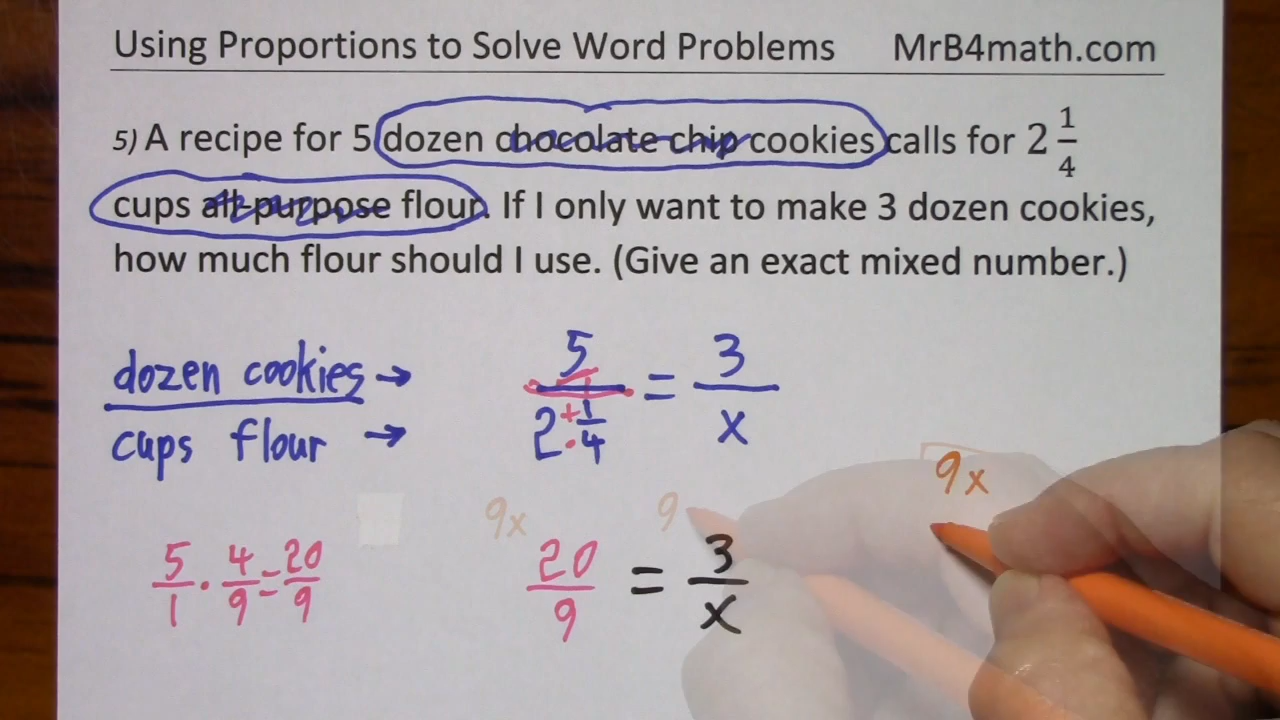 Using Proportions to Solve Word Problems MrB4math.com
5) A recipe for 5 dozen chocolate chip cookies calls for 2 1/4
cups all-purpose flour. If I only want to make 3 dozen cookies,
how much flour should I use. (Give an exact mixed number.)
dozen cookies → 5 = 3
cups flour → 2 + 1/4 x
9x 9 9x
5/1 · 4/9 = 20/9 20/9 = 3/x